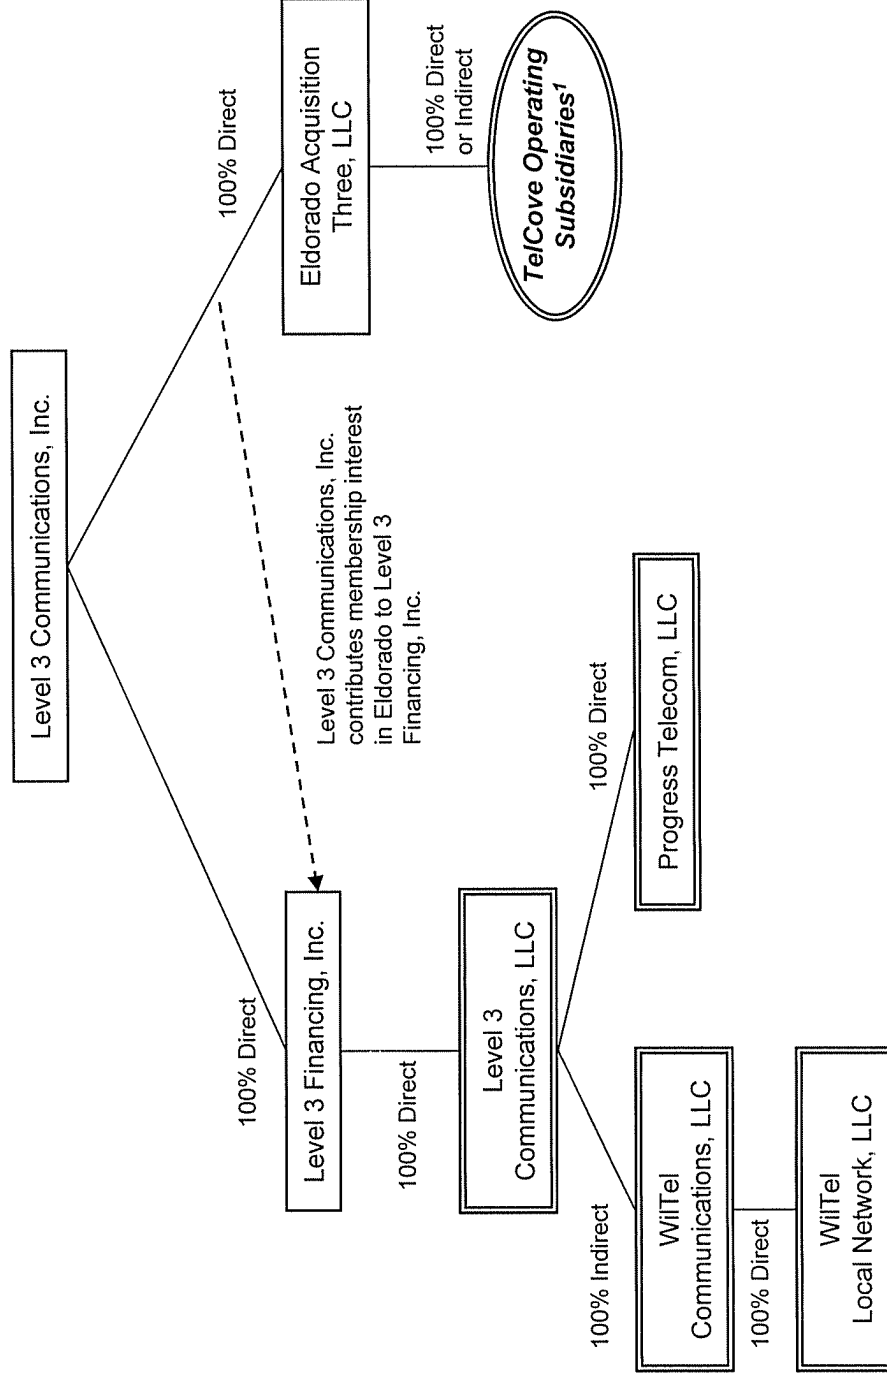 Level 3 Communications, Inc.
100% Direct
100% Direct
Level 3 Financing, Inc.
Eldorado Acquisition
Three, LLC
Level 3 Communications, Inc.
contributes membership interest
in Eldorado to Level 3
Financing, Inc.
100% Direct
100% Direct
or Indirect
Level 3
Communications, LLC
TelCove Operating
Subsidiaries¹
100% Indirect
100% Direct
WilTel
Communications, LLC
Progress Telecom, LLC
100% Direct
WilTel
Local Network, LLC